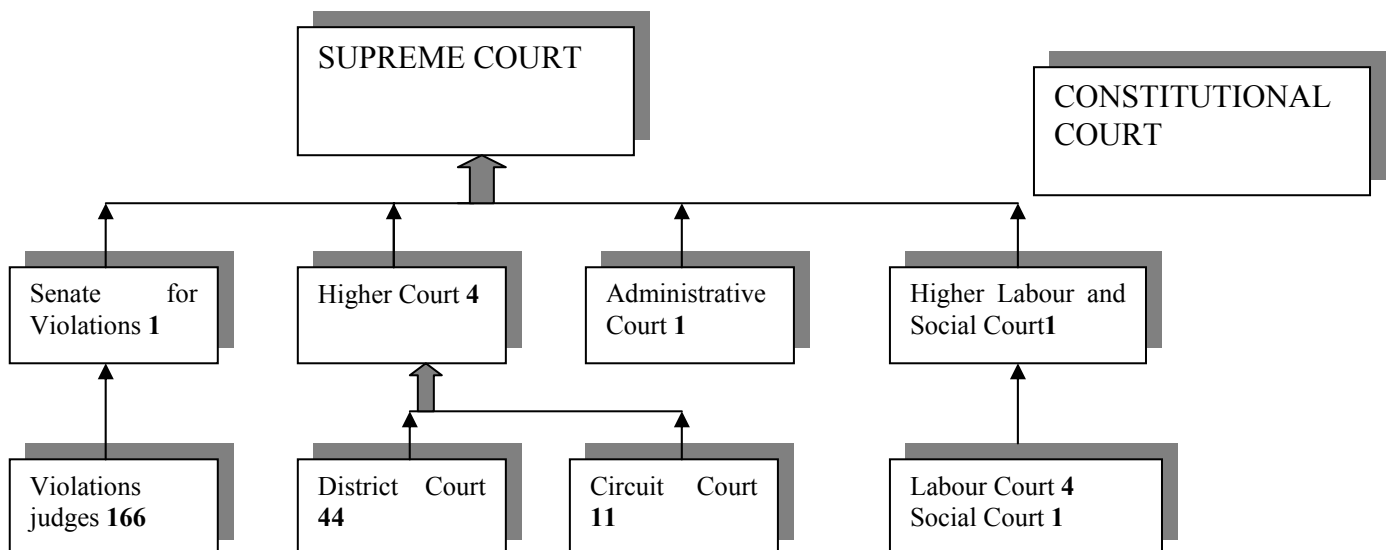 SUPREME COURT
CONSTITUTIONAL
COURT
Senate for
Violations 1
Higher Court 4
Administrative
Court 1
Higher Labour and
Social Court1
Violations
judges 166
District Court
44
Circuit Court
11
Labour Court 4
Social Court 1